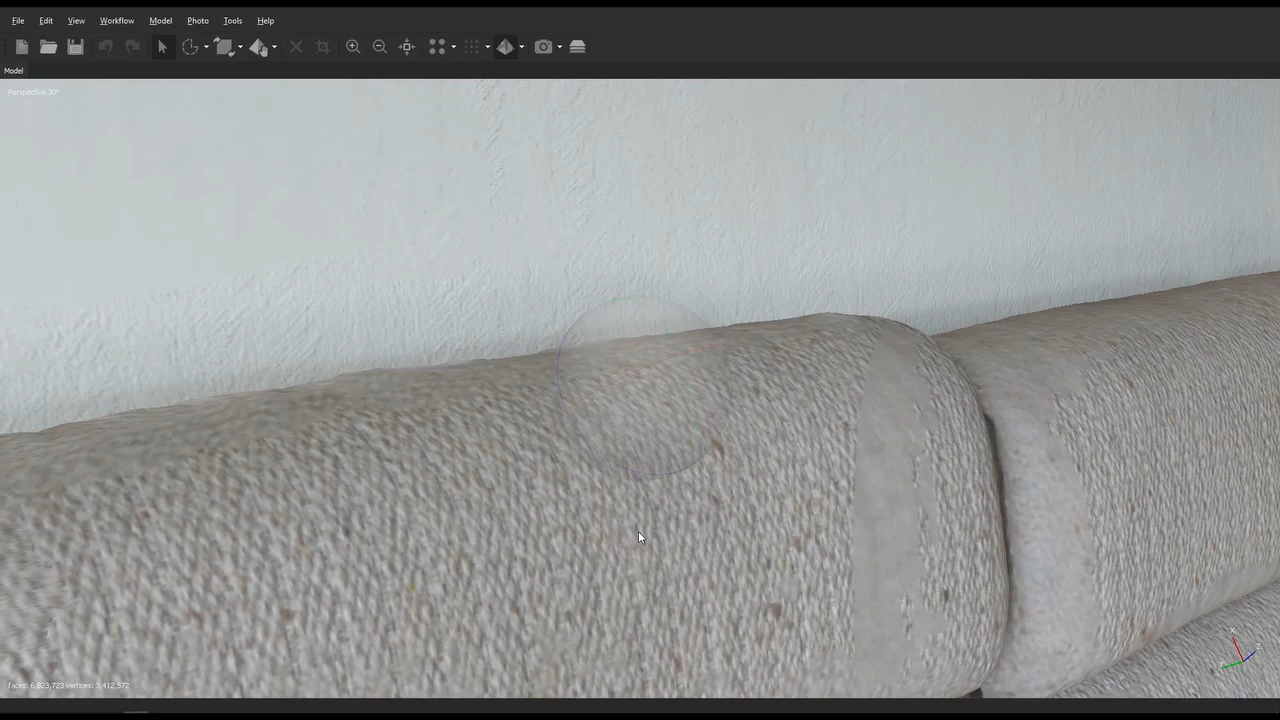 File Edit View Workflow Model Photo Tools Help
Model
Perspective 30°
faces: 6,823,723 vertices: 3,412,572